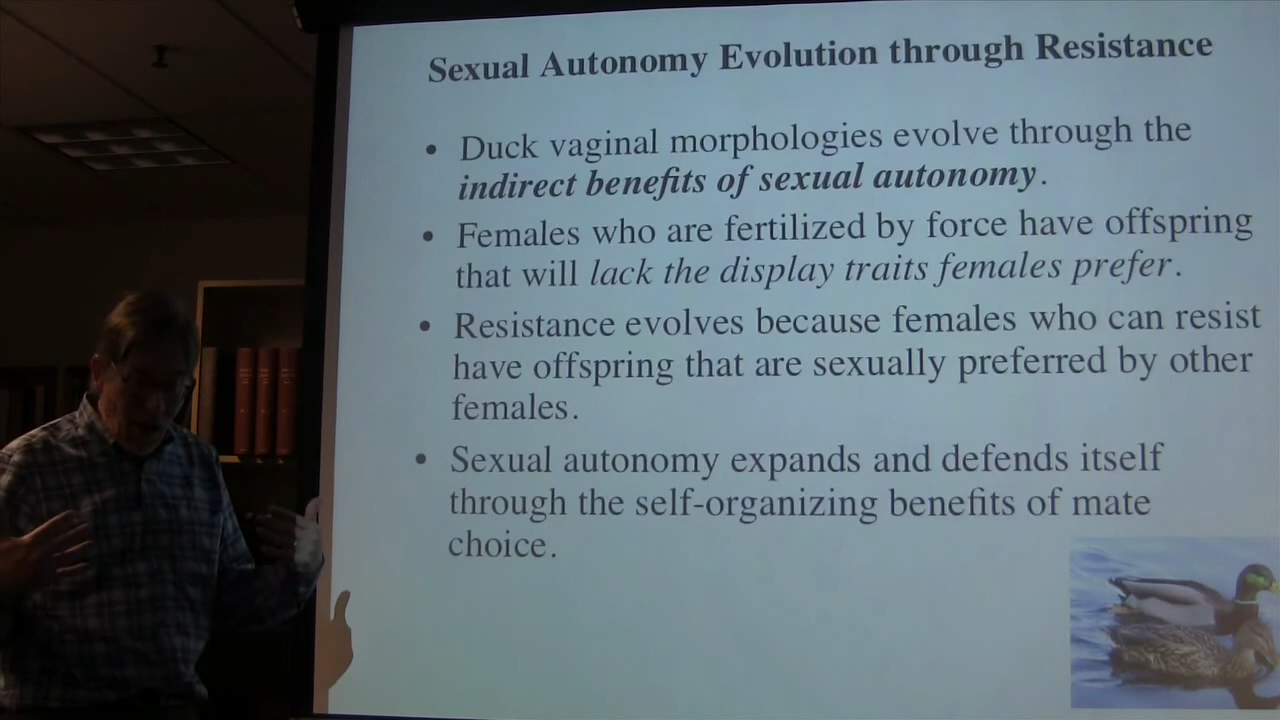 Sexual Autonomy Evolution through Resistance
• Duck vaginal morphologies evolve through the
indirect benefits of sexual autonomy.
• Females who are fertilized by force have offspring
that will lack the display traits females prefer.
• Resistance evolves because females who can resist
have offspring that are sexually preferred by other
females.
• Sexual autonomy expands and defends itself
through the self-organizing benefits of mate
choice.